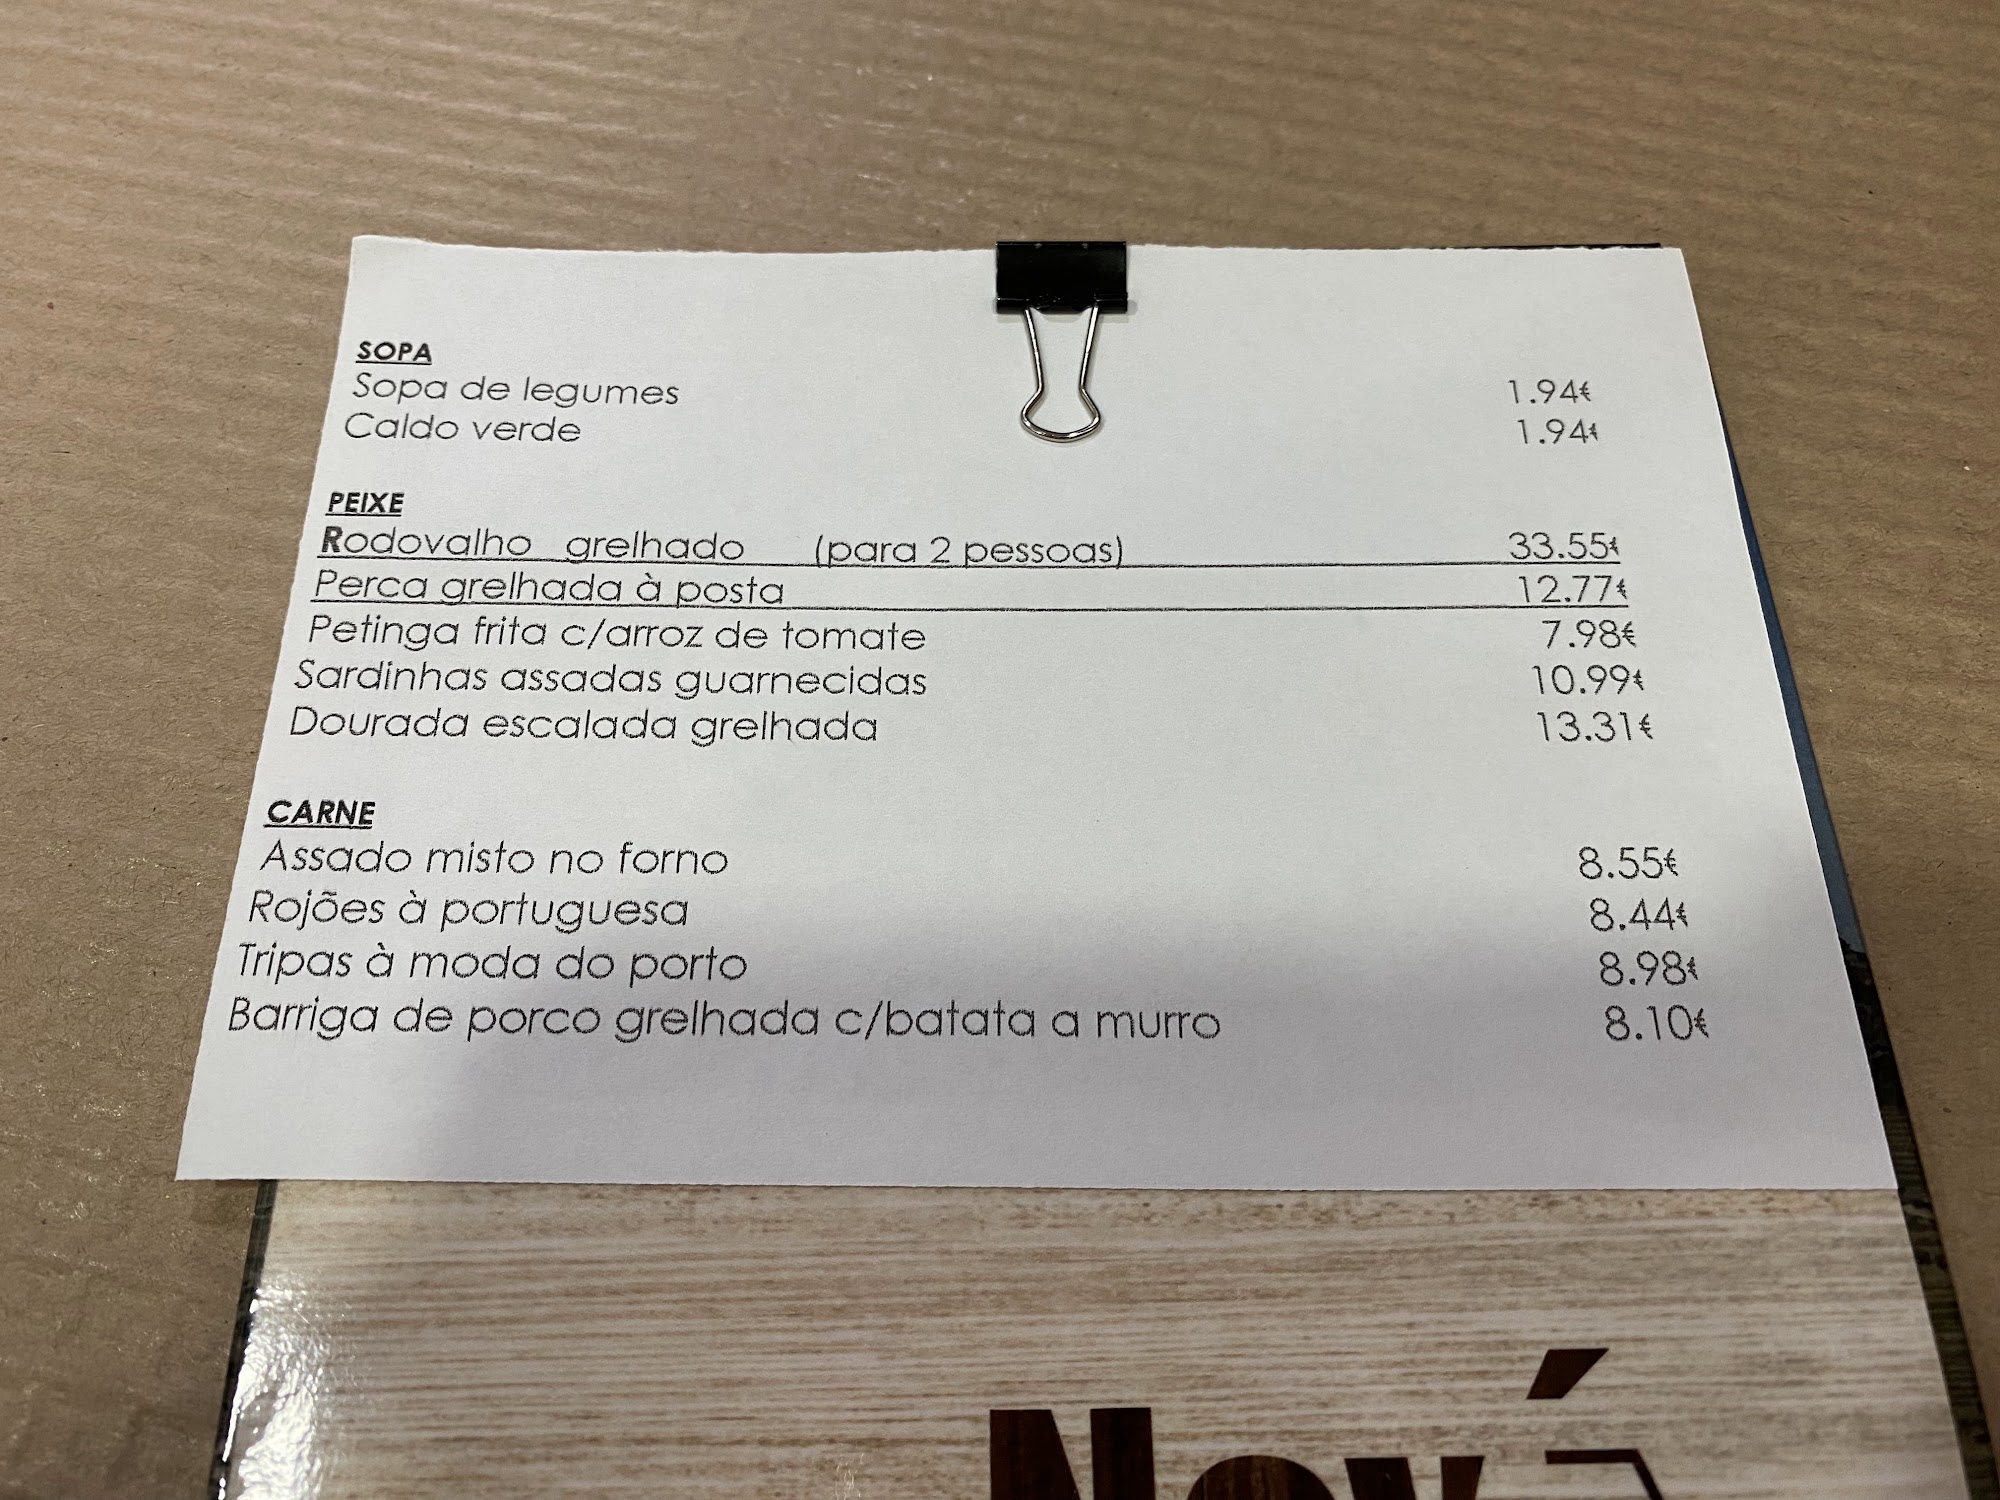 SOPA
Sopa de legumes 1.94€
Caldo verde 1.94€
PEIXE
Rodovalho grelhado (para 2 pessoas) 33.55€
Perca grelhada à posta 12.77€
Petinga frita c/arroz de tomate 7.98€
Sardinhas assadas guarnecidas 10.99€
Dourada escalada grelhada 13.31€
CARNE
Assado misto no forno 8.55€
Rojões à portuguesa 8.44€
Tripas à moda do porto 8.98€
Barriga de porco grelhada c/batata a murro 8.10€